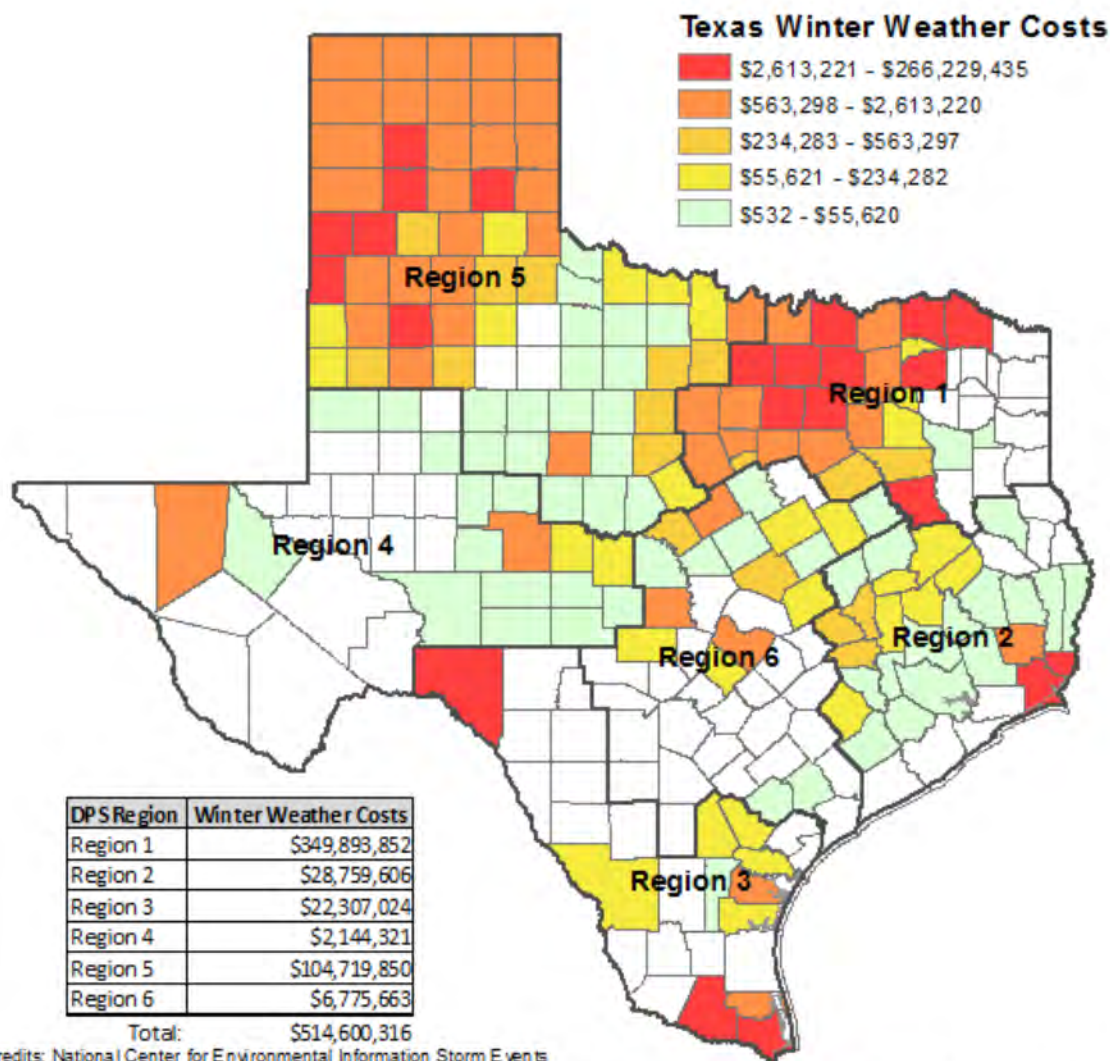 Texas Winter Weather Costs
$2,613,221 - $266,229,435
$563,298 - $2,613,220
$234,283 - $563,297
$55,621 - $234,282
$532 - $55,620
Region 5
Region 1
Region 4
Region 2
Region 6
Region 3
DPS Region Winter Weather Costs
Region 1 $349,893,852
Region 2 $28,759,606
Region 3 $22,307,024
Region 4 $2,144,321
Region 5 $104,719,850
Region 6 $6,775,663
Total: $514,600,316
redits: National Center for Environmental Information Storm Events